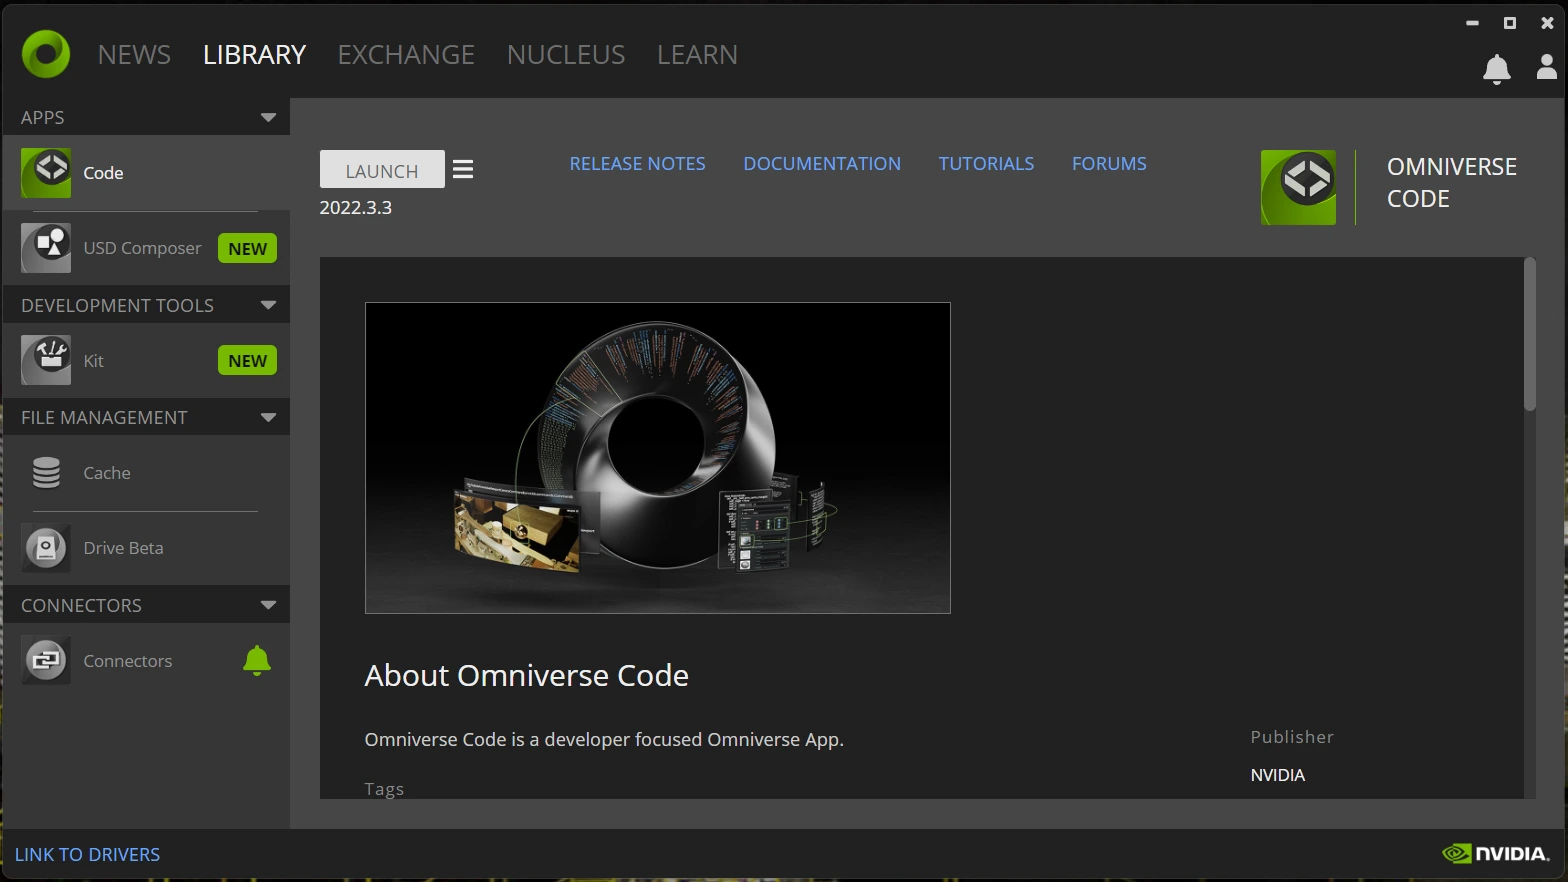 NEWS LIBRARY EXCHANGE NUCLEUS LEARN
APPS
Code
USD Composer NEW
DEVELOPMENT TOOLS
Kit NEW
FILE MANAGEMENT
Cache
Drive Beta
CONNECTORS
Connectors
LAUNCH
2022.3.3
RELEASE NOTES DOCUMENTATION TUTORIALS FORUMS
OMNIVERSE
CODE
About Omniverse Code
Omniverse Code is a developer focused Omniverse App.
Tags
Publisher
NVIDIA
LINK TO DRIVERS
NVIDIA.